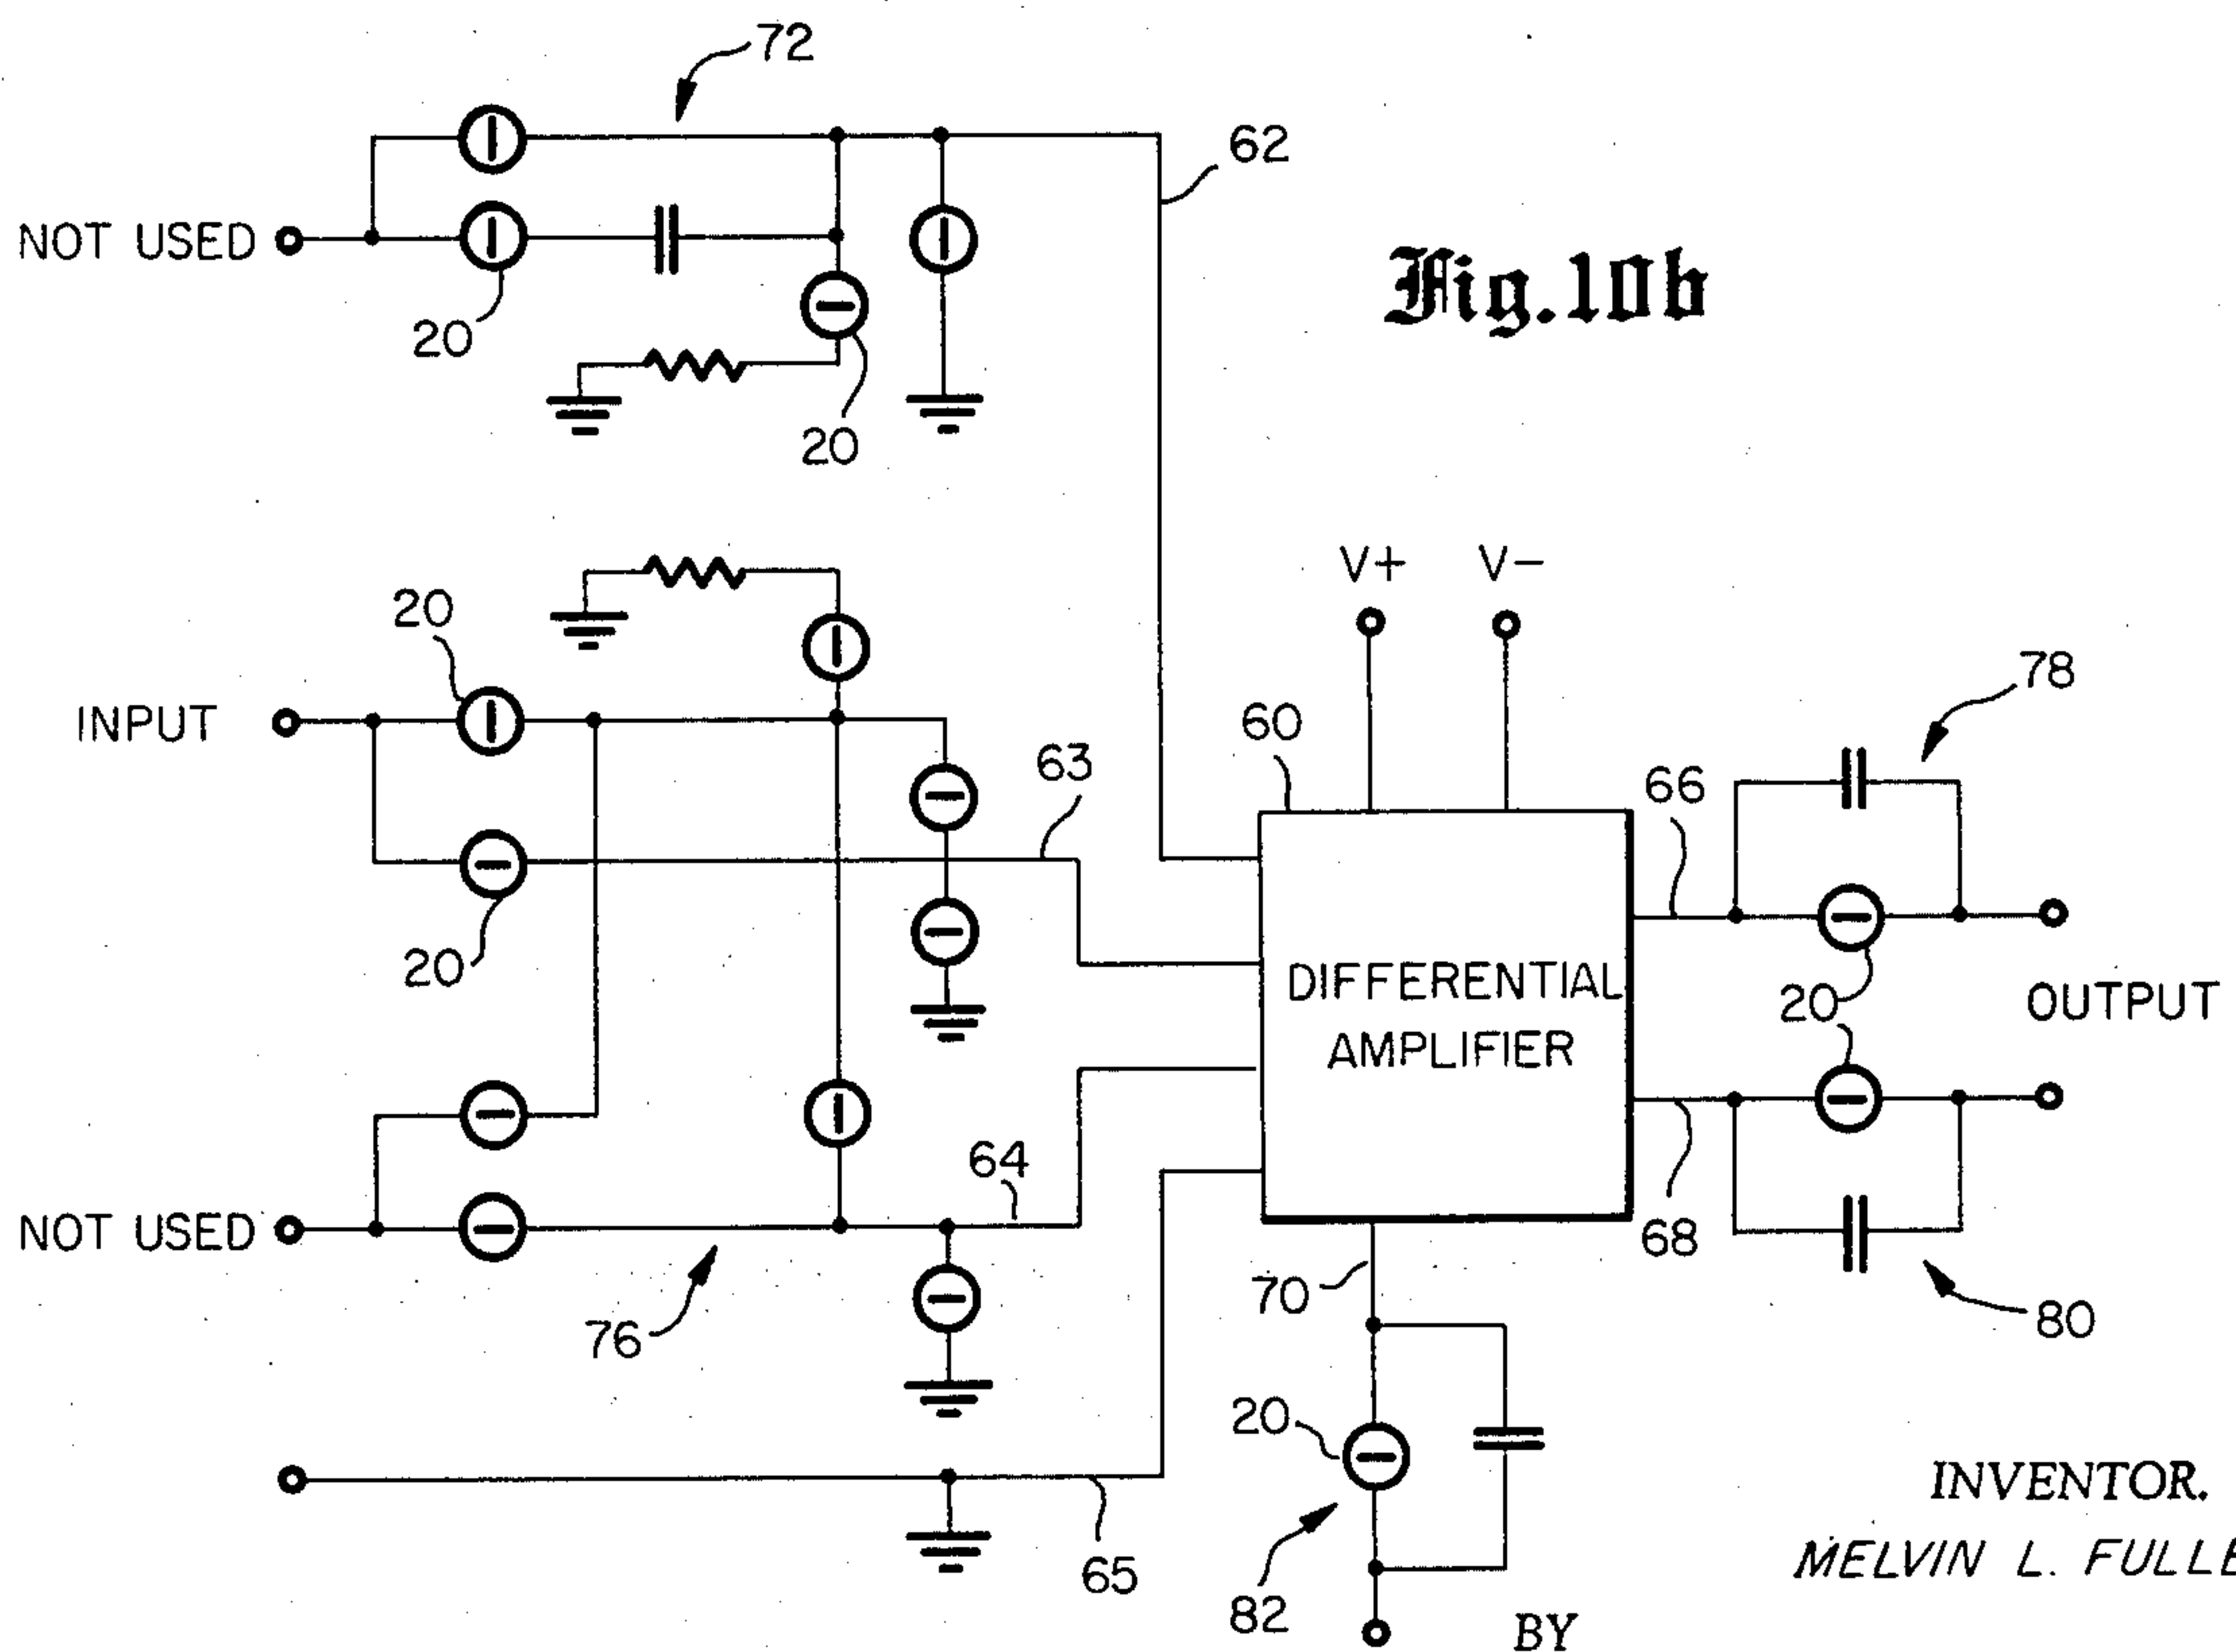 72
62
NOT USED
Fig.10b
20
20
V+ V-
20
78
INPUT
60
63
66
20
DIFFERENTIAL
AMPLIFIER
20
OUTPUT
64
NOT USED
68
70
76
80
20
INVENTOR.
65
MELVIN L.
82
BY